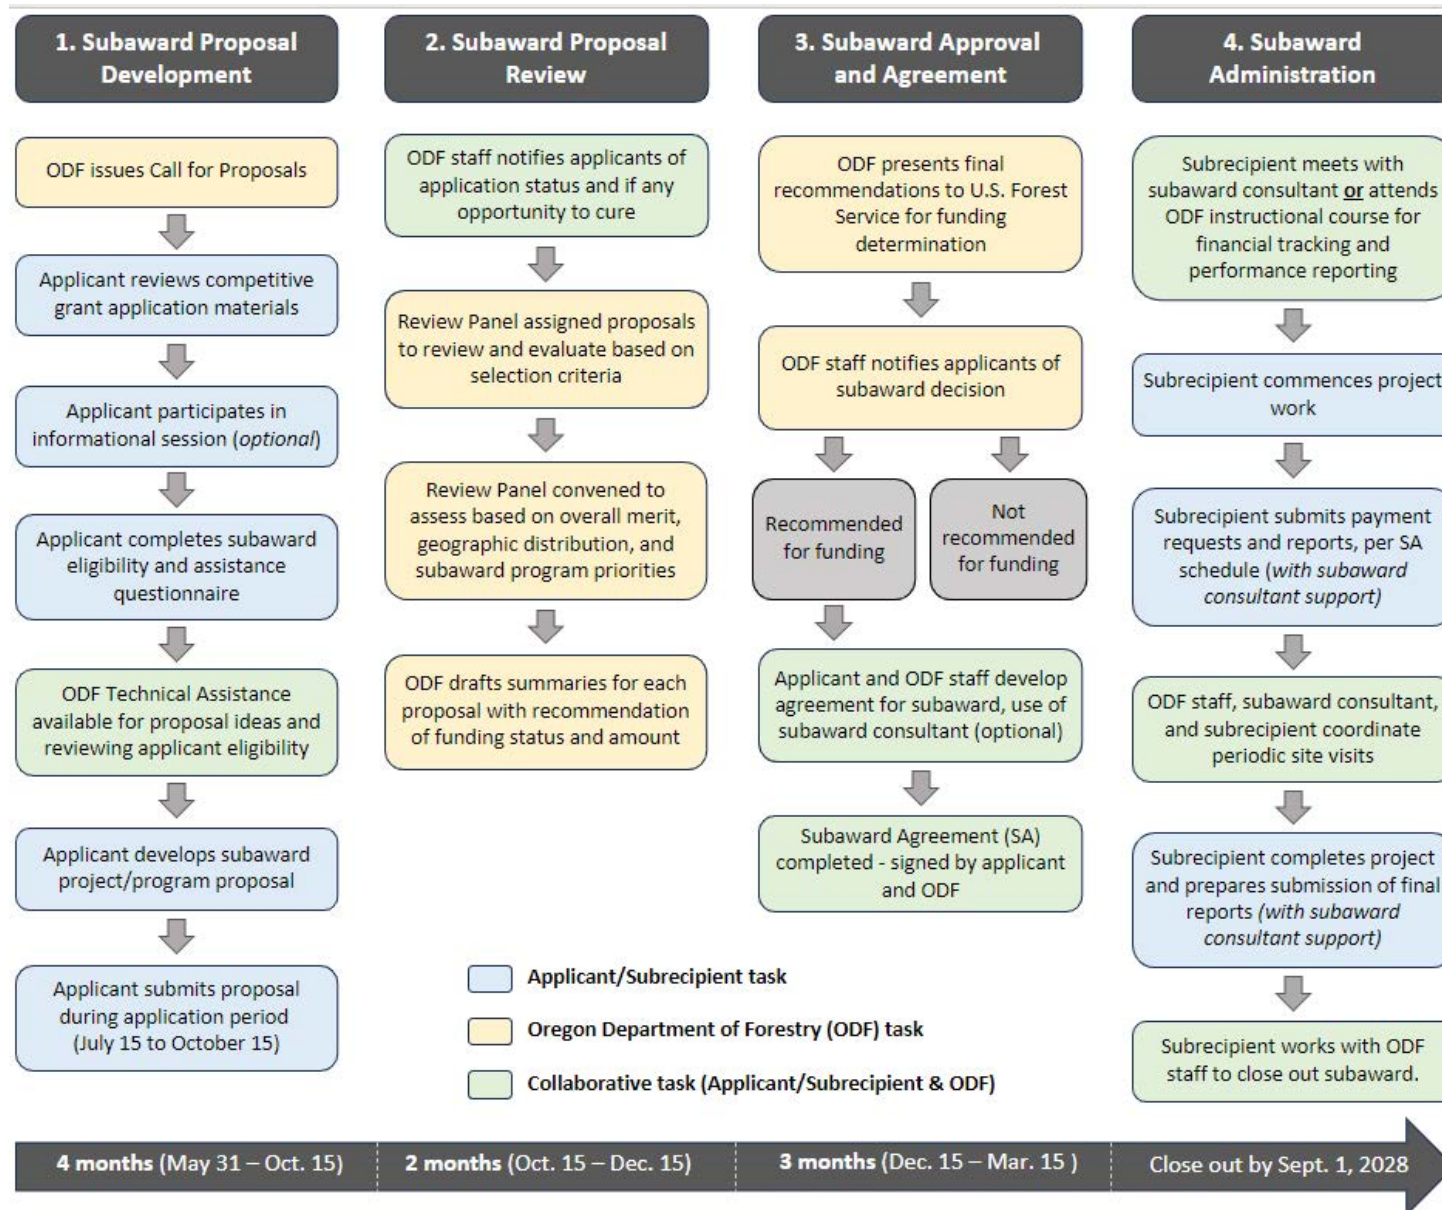 1. Subaward Proposal
Development
ODF issues Call for Proposals
Applicant reviews competitive
grant application materials
Applicant participates in
informational session (optional)
Applicant completes subaward
eligibility and assistance
questionnaire
ODF Technical Assistance
available for proposal ideas and
reviewing applicant eligibility
Applicant develops subaward
project/program proposal
Applicant submits proposal
during application period
(July 15 to October 15)
2. Subaward Proposal
Review
ODF staff notifies applicants of
application status and if any
opportunity to cure
Review Panel assigned proposals
to review and evaluate based on
selection criteria
Review Panel convened to
assess based on overall merit,
geographic distribution, and
subaward program priorities
ODF drafts summaries for each
proposal with recommendation
of funding status and amount
3. Subaward Approval
and Agreement
ODF presents final
recommendations to U.S. Forest
Service for funding
determination
ODF staff notifies applicants of
subaward decision
Recommended
for funding
Not
recommended
for funding
Applicant and ODF staff develop
agreement for subaward, use of
subaward consultant (optional)
Subaward Agreement (SA)
completed - signed by applicant
and ODF
4. Subaward
Administration
Subrecipient meets with
subaward consultant or attends
ODF instructional course for
financial tracking and
performance reporting
Subrecipient commences project
work
Subrecipient submits payment
requests and reports, per SA
schedule (with subaward
consultant support)
ODF staff, subaward consultant,
and subrecipient coordinate
periodic site visits
Subrecipient completes project
and prepares submission of final
reports (with subaward
consultant support)
Subrecipient works with ODF
staff to close out subaward.
Applicant/Subrecipient task
Oregon Department of Forestry (ODF) task
Collaborative task (Applicant/Subrecipient & ODF)
4 months (May 31 – Oct. 15)
2 months (Oct. 15 – Dec. 15)
3 months (Dec. 15 – Mar. 15 )
Close out by Sept. 1, 2028